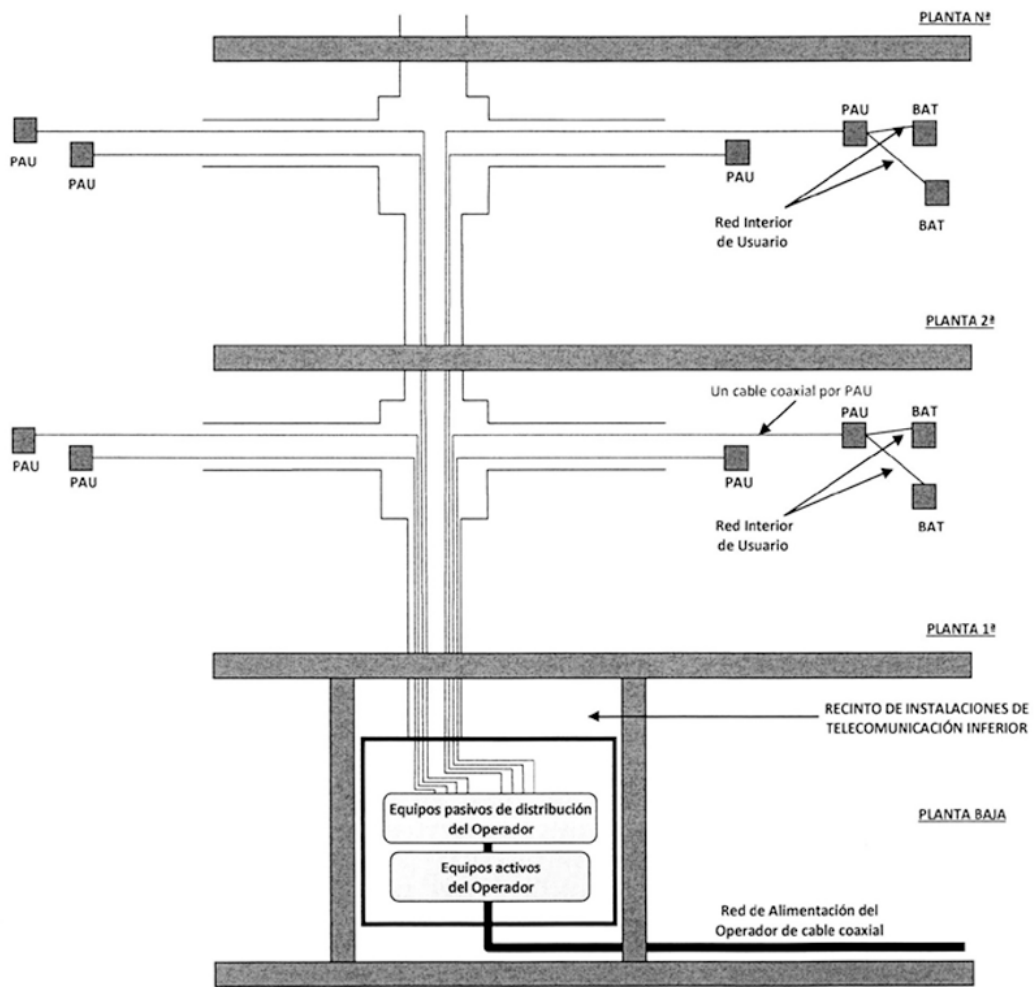 PLANTA Nª
PAU
BAT
PAU
PAU
PAU
BAT
Red Interior
de Usuario
PLANTA 2ª
Un cable coaxial por PAU
PAU
BAT
PAU
PAU
PAU
BAT
Red Interior
de Usuario
PLANTA 1ª
RECINTO DE INSTALACIONES DE
TELECOMUNICACIÓN INFERIOR
Equipos pasivos de distribución
del Operador
PLANTA BAJA
Equipos activos
del Operador
Red de Alimentación del
Operador de cable coaxial